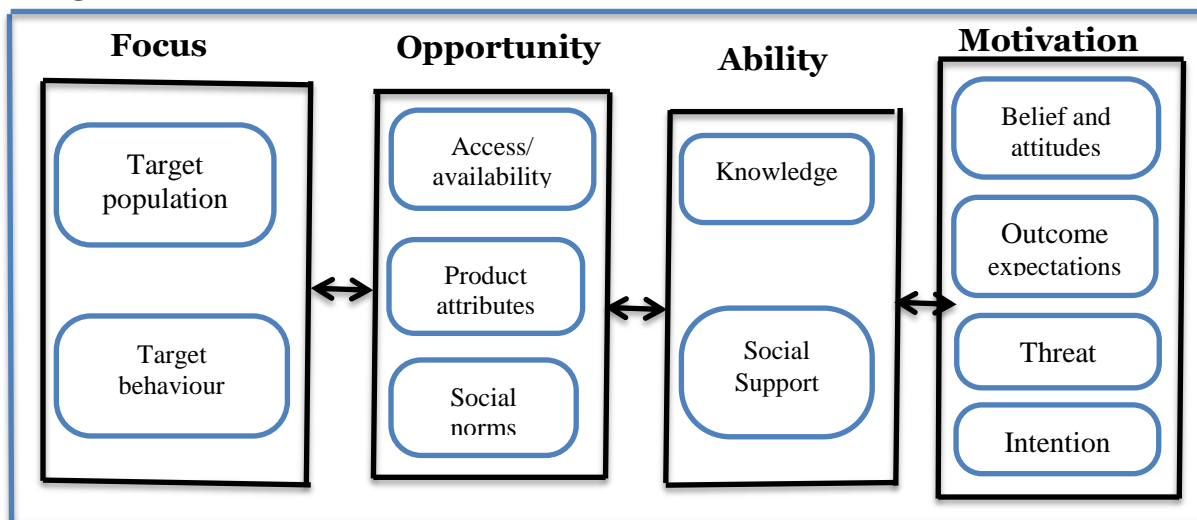 Focus
Target
population
Target
behaviour
Opportunity
Access/
availability
Product
attributes
Social
norms
Ability
Knowledge
Social
Support
Motivation
Belief and
attitudes
Outcome
expectations
Threat
Intention